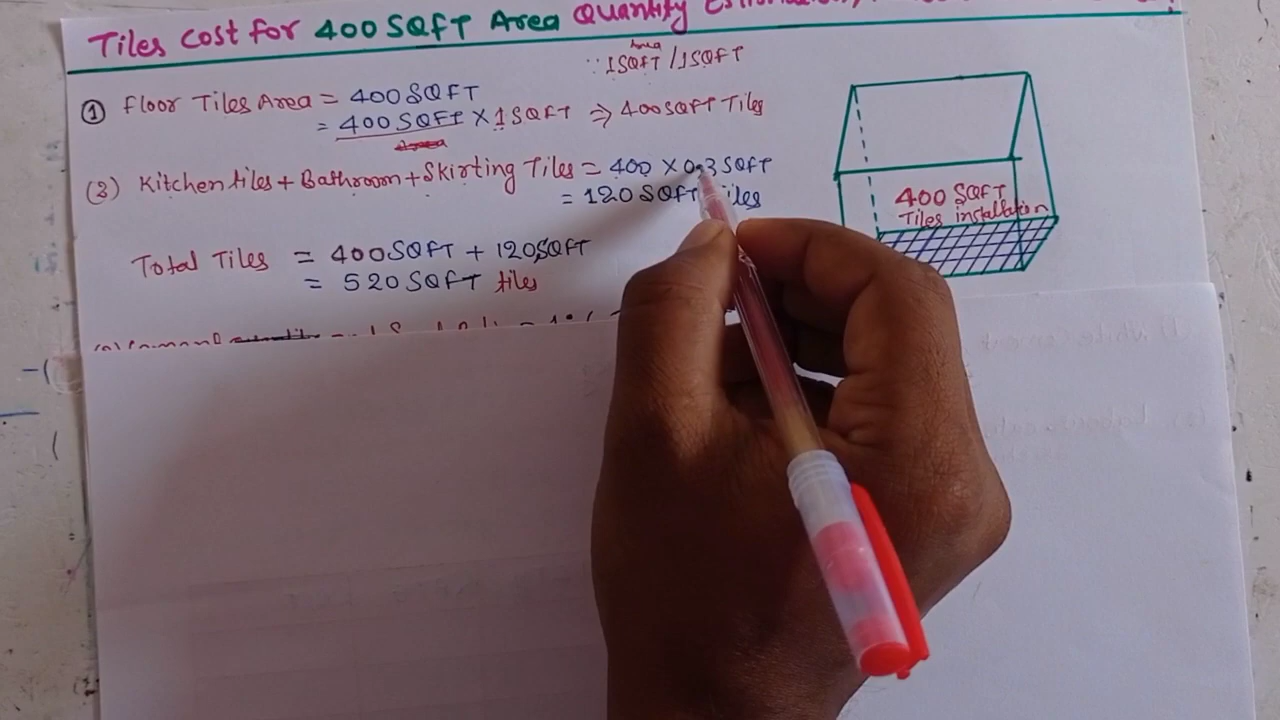 Tiles Cost for 400 SQFT Area Quantity
Area
∵ 1SQFT / 1SQFT
① Floor Tiles Area = 400 SQFT
= 400 SQFT × 1 SQFT ⇒ 400 SQFT Tiles
(2) Kitchen tiles + Bathroom + Skirting Tiles = 400 × 0.3 SQFT
= 120 SQFT Tiles
Total Tiles = 400 SQFT + 120 SQFT
= 520 SQFT tiles
400 SQFT
Tiles installation